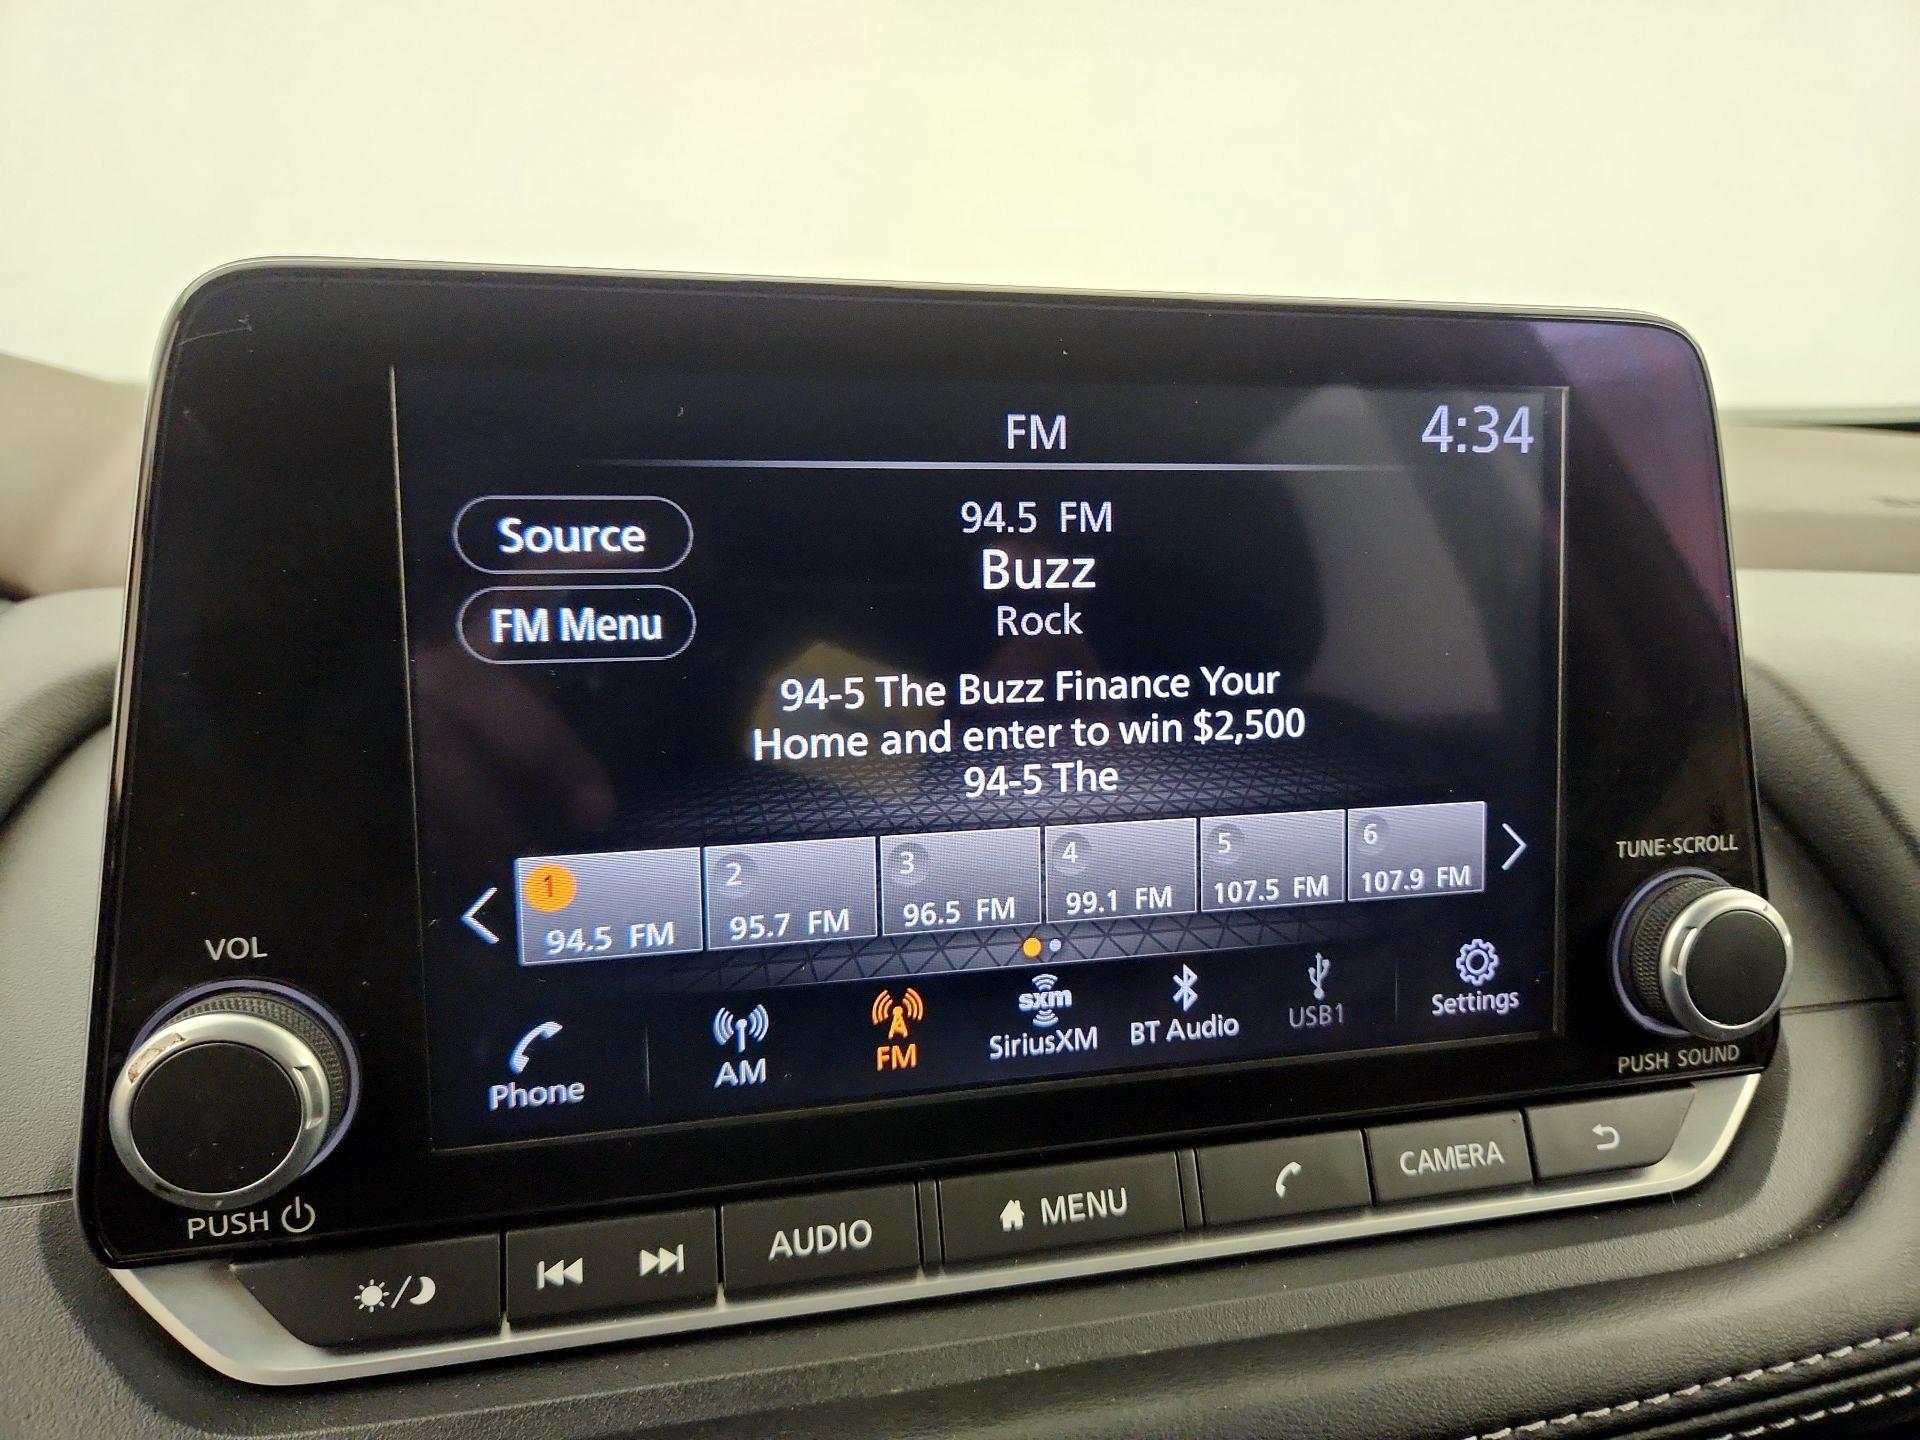 FM
4:34
Source
94.5 FM
Buzz
FM Menu
Rock
94-5 The Buzz Finance Your
Home and enter to win $2,500
94-5 The
1
94.5 FM
2
95.7 FM
3
96.5 FM
4
99.1 FM
5
107.5 FM
6
107.9 FM
Phone
AM
FM
sxm
SiriusXM
BT Audio
USB1
Settings
VOL
PUSH
TUNE·SCROLL
PUSH SOUND
AUDIO
MENU
CAMERA